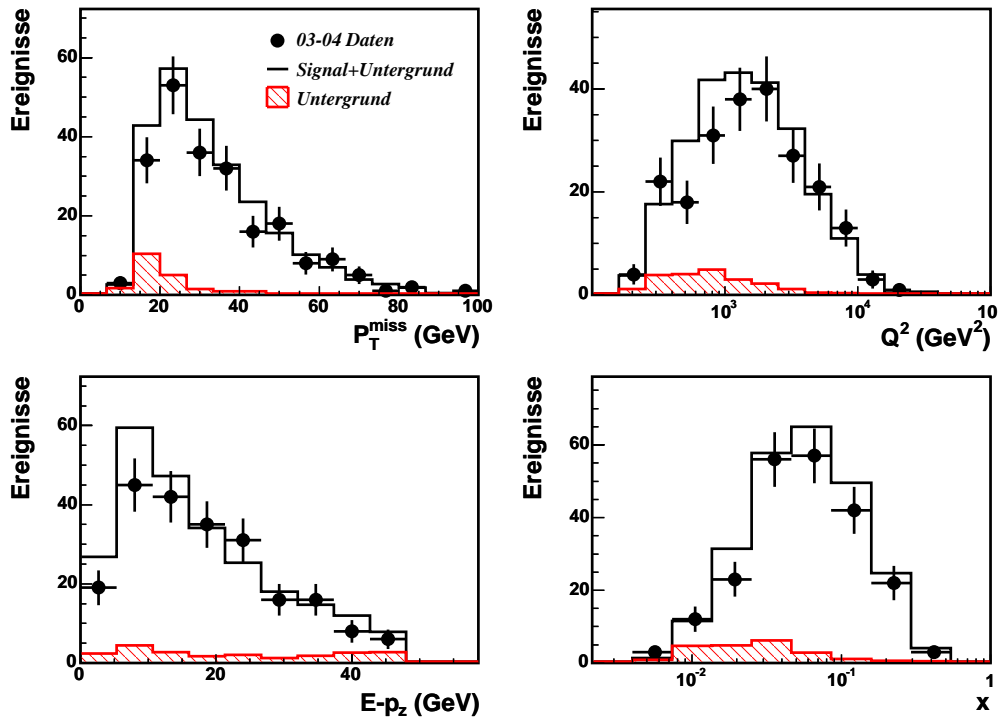 Ereignisse
60
40
20
0
03-04 Daten
Signal+Untergrund
Untergrund
0 20 40 60 80 100
P_T^miss (GeV)
Ereignisse
40
20
0
10^3 10^4 10
Q^2 (GeV^2)
Ereignisse
60
40
20
0
0 20 40
E-p_z (GeV)
Ereignisse
60
40
20
0
10^-2 10^-1 1
x